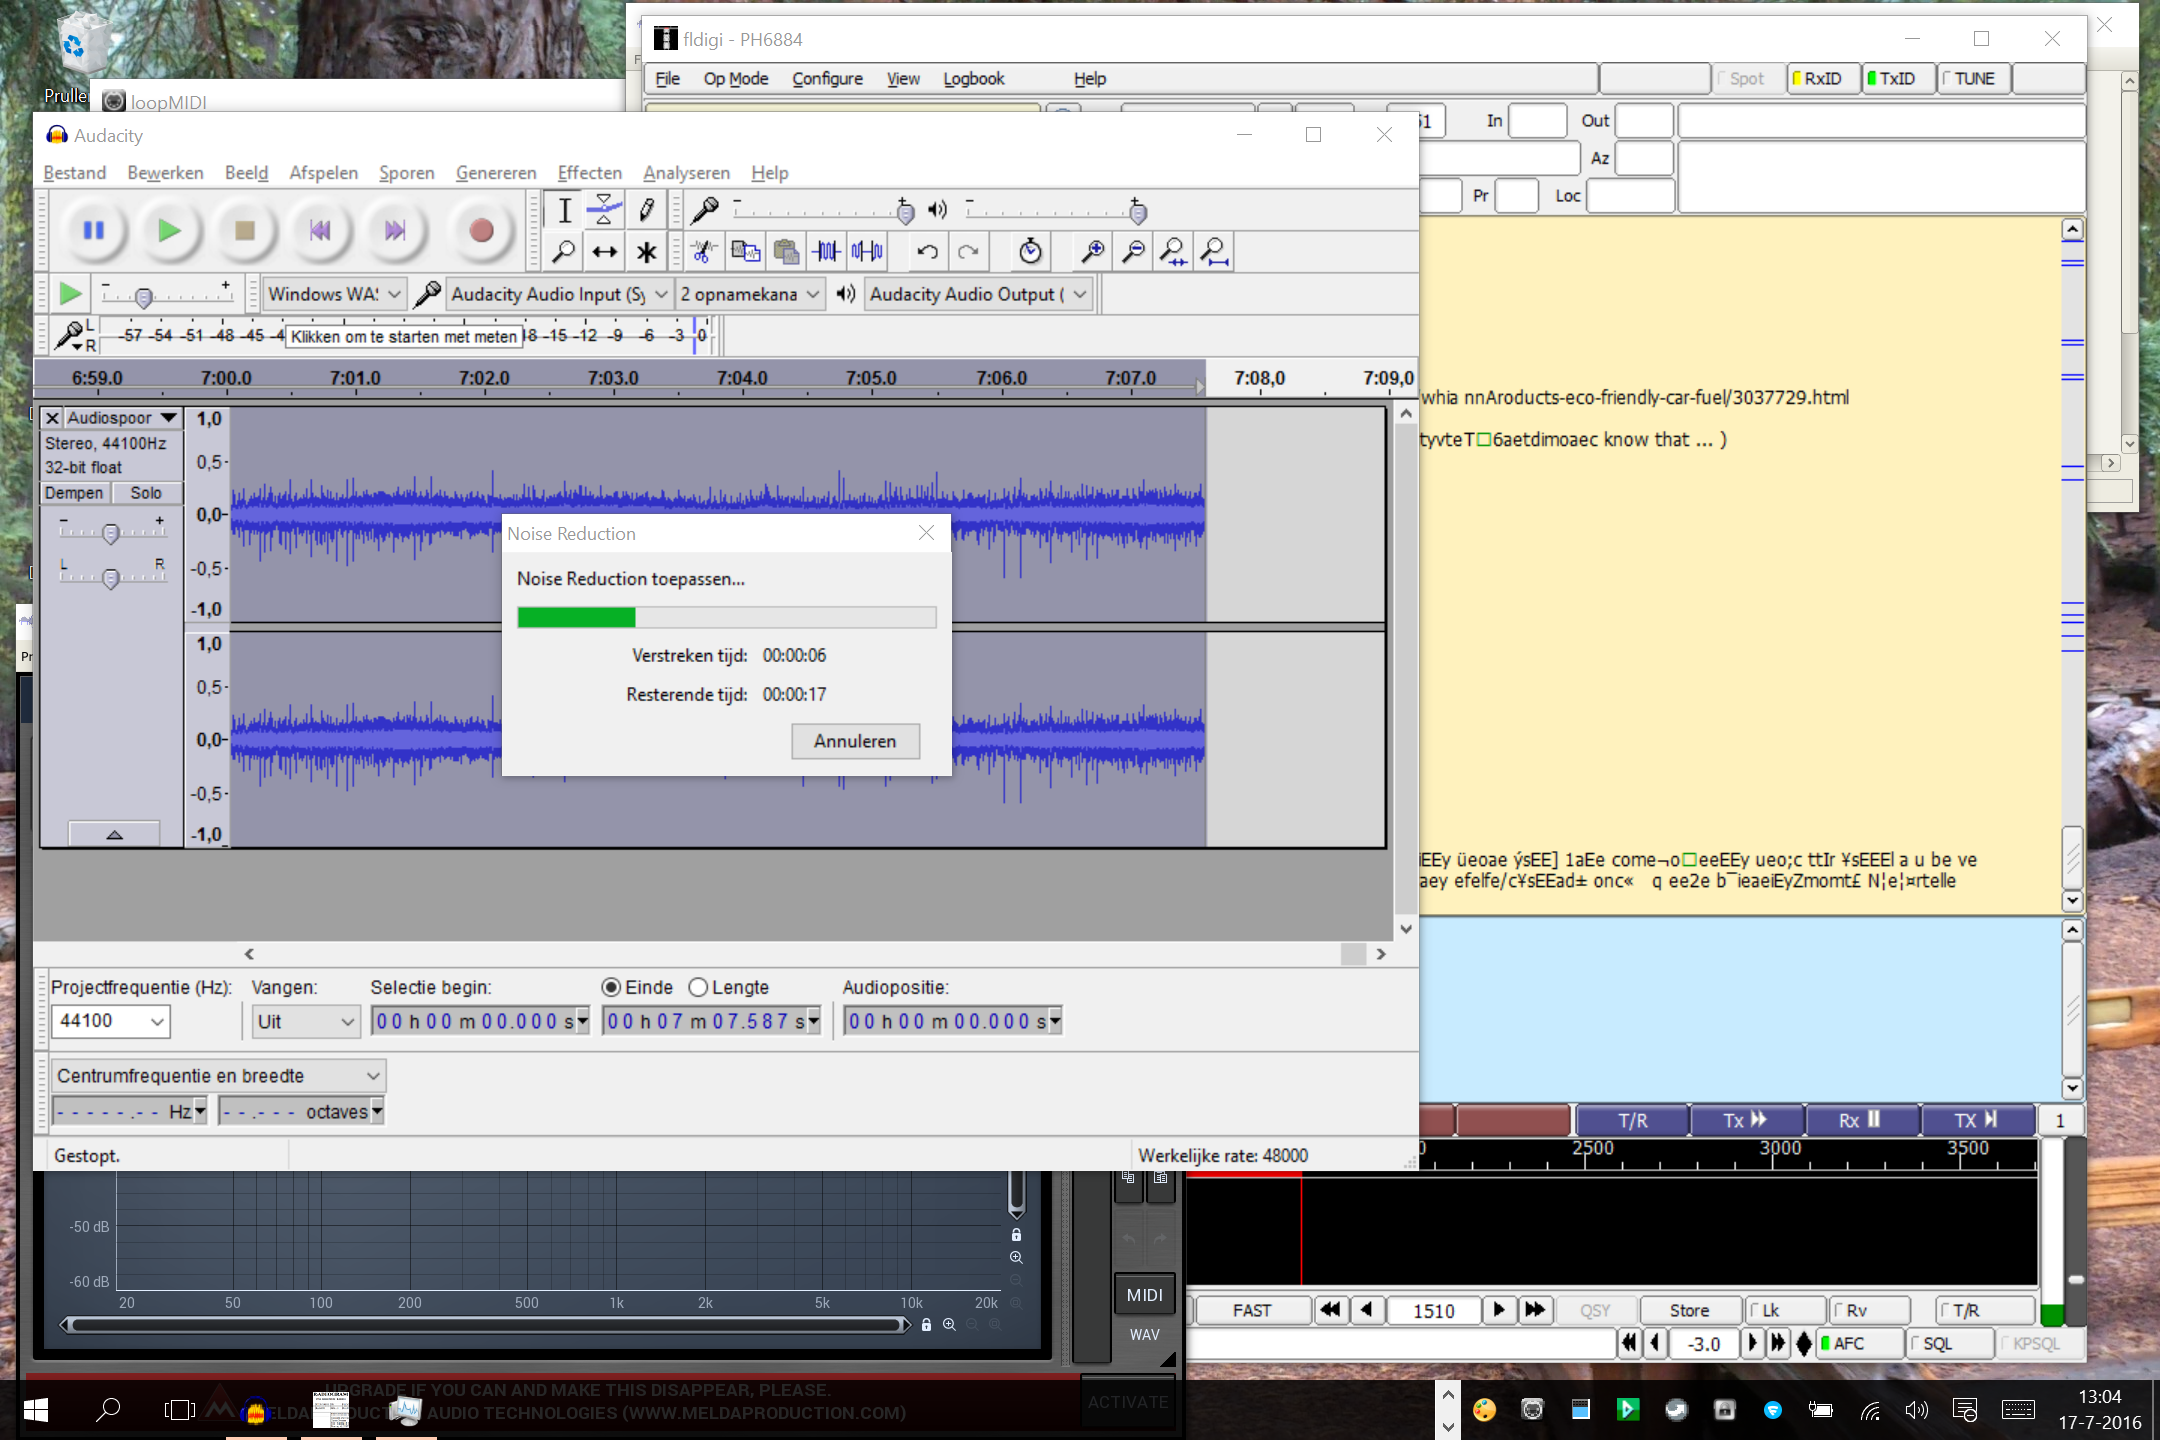 Prulle
loopMIDI
fldigi - PH6884
File Op Mode Configure View Logbook Help
Spot RxID TxID TUNE
In Out
Az
Pr Loc
Audacity
Bestand Bewerken Beeld Afspelen Sporen Genereren Effecten Analyseren Help
Windows WAS Audacity Audio Input (Sy 2 opnamekana Audacity Audio Output (
L
R
-57 -54 -51 -48 -45 -4 Klikken om te starten met meten 18 -15 -12 -9 -6 -3 0
6:59.0 7:00.0 7:01.0 7:02.0 7:03.0 7:04.0 7:05.0 7:06.0 7:07.0 7:08,0 7:09,0
Audiospoor
Stereo, 44100Hz
32-bit float
Dempen Solo
L R
1,0
0,5
0,0
-0,5
-1,0
1,0
0,5
0,0
-0,5
-1,0
Noise Reduction
Noise Reduction toepassen...
Verstreken tijd: 00:00:06
Resterende tijd: 00:00:17
Annuleren
whia nnAroducts-eco-friendly-car-fuel/3037729.html
tyvteT□6aetdimoaec know that ... )
iEEy üeoae ýsEE] 1aEe come¬o□eeEEy ueo;c ttIr ¥sEEEl a u be ve
aey efelfe/c¥sEEad± onc« q ee2e b¯ieaeiEyZmomt£ N¦e¦¤rtelle
Projectfrequentie (Hz): Vangen: Selectie begin: Einde Lengte Audiopositie:
44100 Uit 00 h 00 m 00.000 s 00 h 07 m 07.587 s 00 h 00 m 00.000 s
Centrumfrequentie en breedte
-----.-- Hz --.--- octaves
Gestopt. Werkelijke rate: 48000
T/R Tx Rx TX 1
2500 3000 3500
-50 dB
-60 dB
20 50 100 200 500 1k 2k 5k 10k 20k
MIDI
WAV
FAST 1510 QSY Store Lk Rv T/R
-3.0 AFC SQL KPSQL
UPGRADE IF YOU CAN AND MAKE THIS DISAPPEAR, PLEASE.
AUDIO TECHNOLOGIES (WWW.MELDAPRODUCTION.COM)
ACTIVATE
13:04
17-7-2016